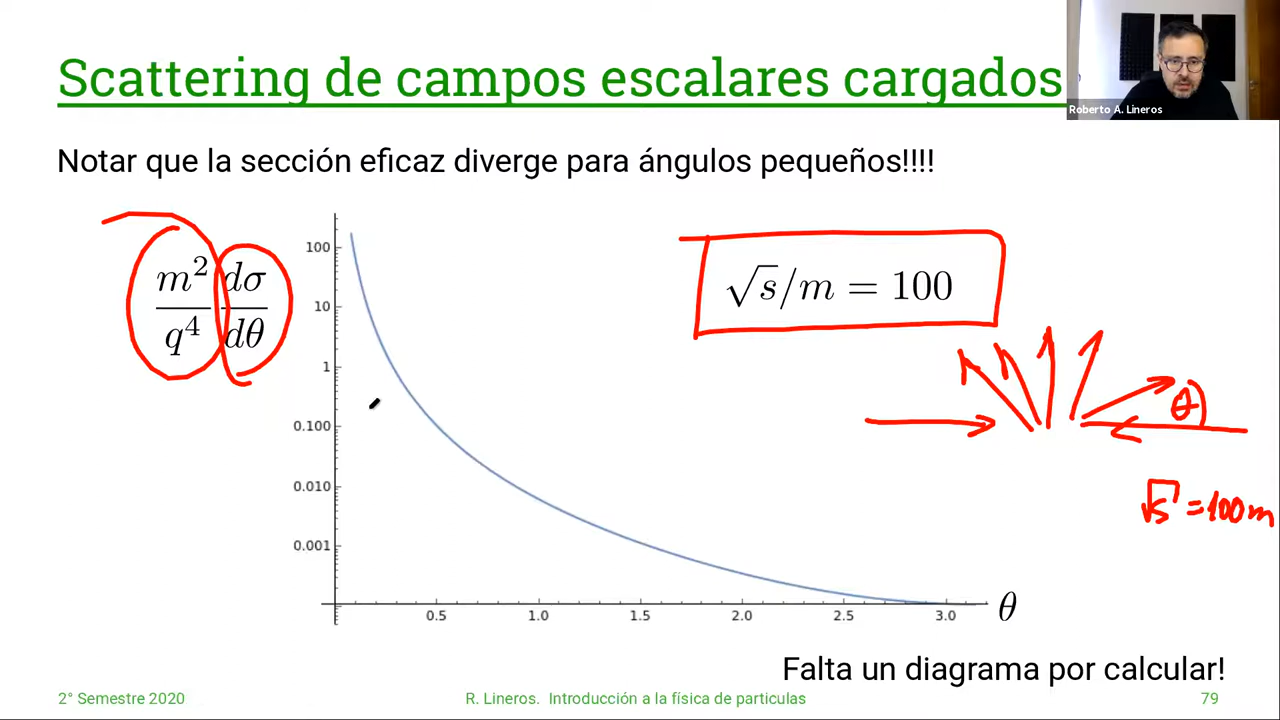 Scattering de campos escalares cargados
Roberto A. Lineros
Notar que la sección eficaz diverge para ángulos pequeños!!!!
m² dσ
q⁴ dθ
√s/m = 100
100
10
1
0.100
0.010
0.001
0.5 1.0 1.5 2.0 2.5 3.0 θ
θ
√s = 100m
Falta un diagrama por calcular!
2° Semestre 2020 R. Lineros. Introducción a la física de particulas 79